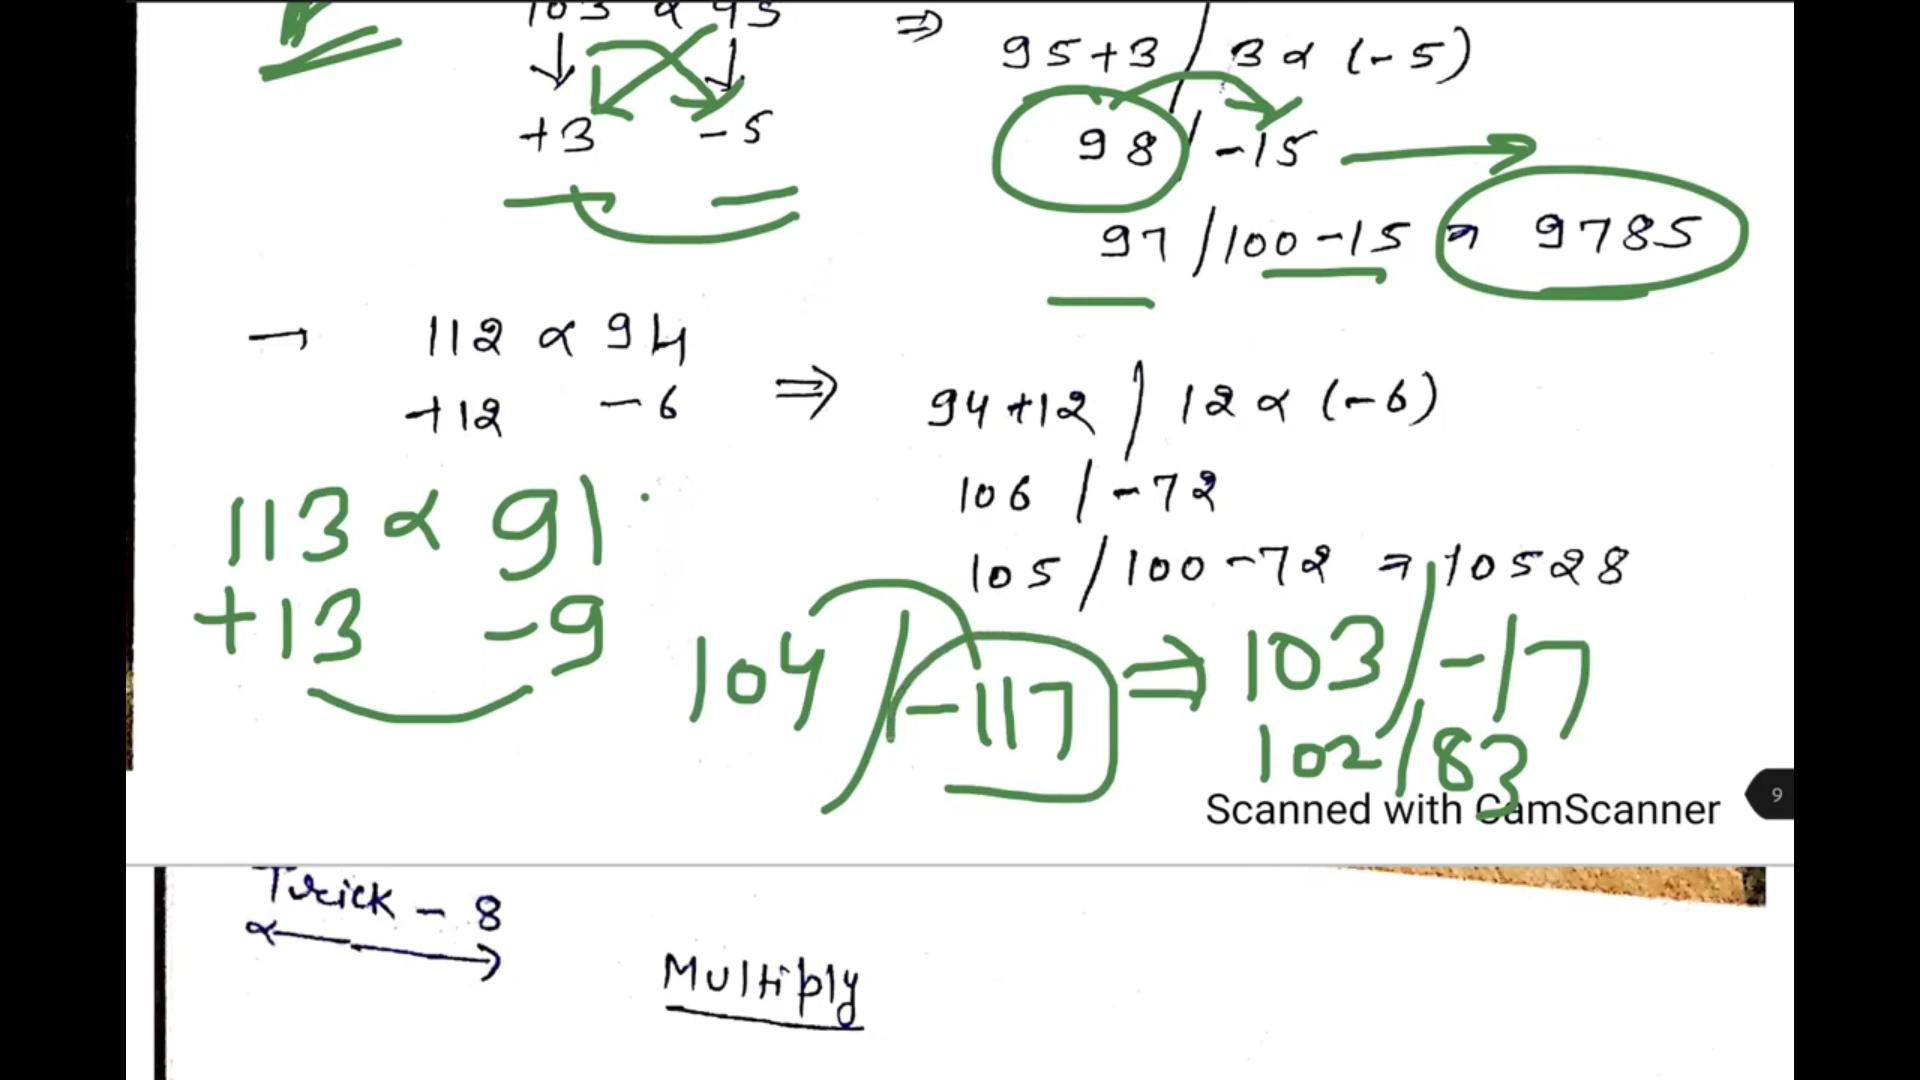 103 × 95 ⇒ 95+3 / 3 × (-5)
+3 -5 98 / -15
97 / 100 -15 = 9785
→ 112 × 94
+12 -6 ⇒ 94+12 / 12 × (-6)
106 / -72
105 / 100 -72 = 10528
113 × 91
+13 -9
104 / -117 ⇒ 103 / -17
102 / 83
Scanned with CamScanner
9
Trick - 8
Multiply